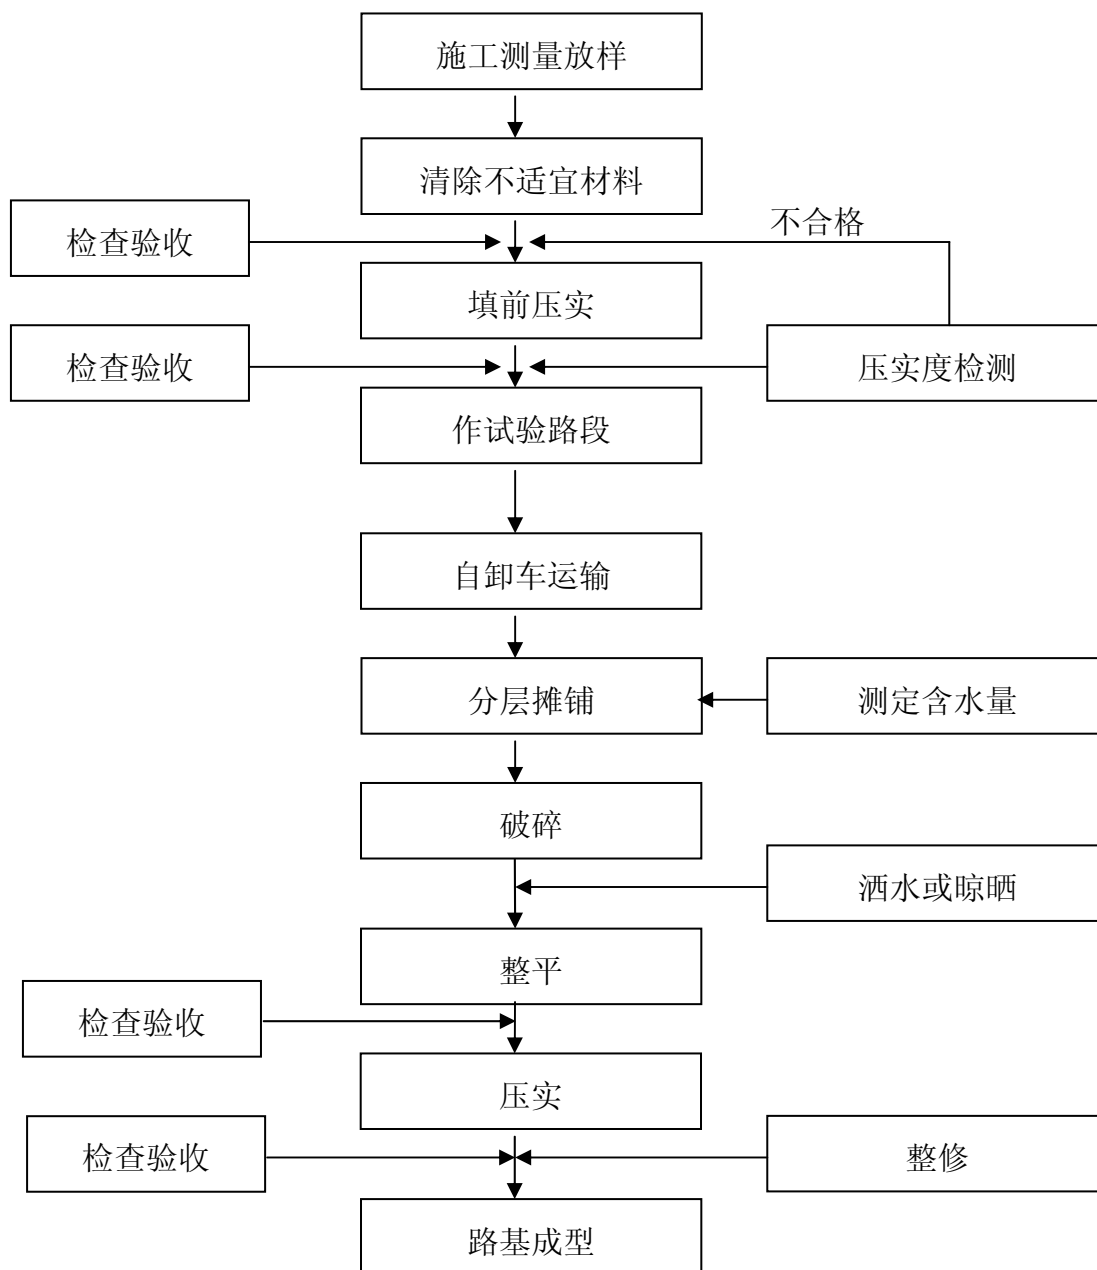 施工测量放样
清除不适宜材料
不合格
检查验收
填前压实
检查验收
压实度检测
作试验路段
自卸车运输
分层摊铺
测定含水量
破碎
洒水或晾晒
整平
检查验收
压实
检查验收
整修
路基成型